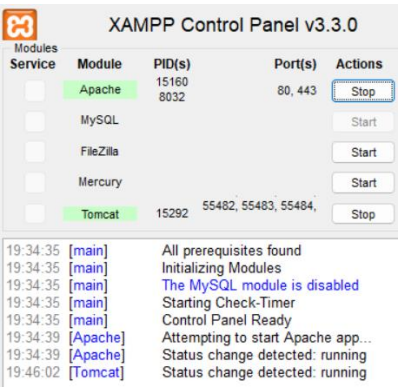 XAMPP Control Panel v3.3.0
Modules
Service Module PID(s) Port(s) Actions
Apache 15160 8032 80, 443 Stop
MySQL Start
FileZilla Start
Mercury Start
Tomcat 15292 55482, 55483, 55484, Stop
19:34:35 [main] All prerequisites found
19:34:35 [main] Initializing Modules
19:34:35 [main] The MySQL module is disabled
19:34:35 [main] Starting Check-Timer
19:34:35 [main] Control Panel Ready
19:34:39 [Apache] Attempting to start Apache app...
19:34:39 [Apache] Status change detected: running
19:46:02 [Tomcat] Status change detected: running